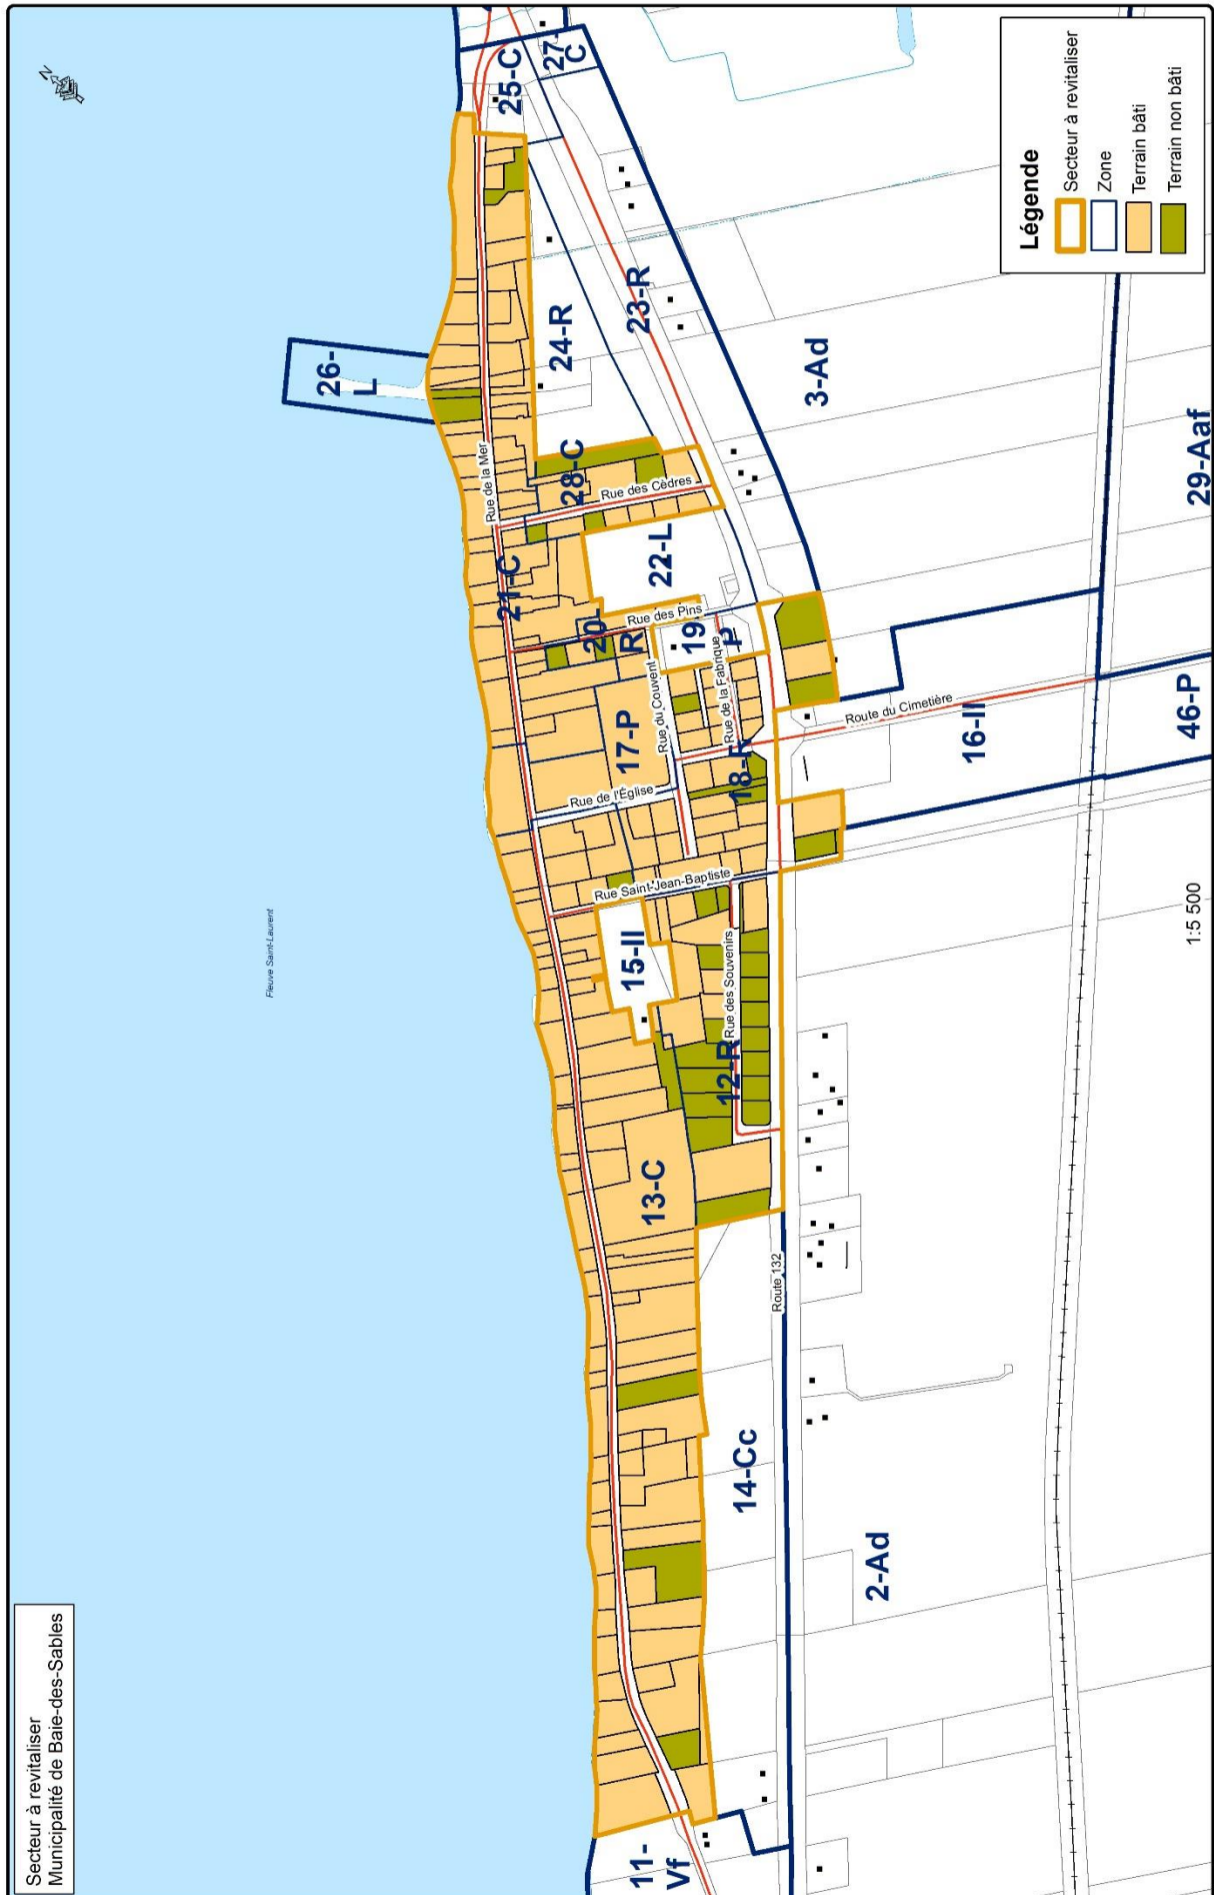 Secteur à revitaliser
Municipalité de Baie-des-Sables
Fleuve Saint-Laurent
N
11-
Vf
13-C
14-Cc
2-Ad
Route 132
12-R
Rue des Souvenirs
15-II
Rue Saint-Jean-Baptiste
Rue de l'Église
17-P
18-R
Rue du Couvent
Rue de la Fabrique
19
P
20-
R
Rue des Pins
21-C
Rue de la Mer
22-L
28-C
Rue des Cèdres
26-
L
24-R
23-R
25-C
27-
C
3-Ad
Route du Cimetière
16-II
46-P
29-Aaf
1:5 500
Légende
Secteur à revitaliser
Zone
Terrain bâti
Terrain non bâti